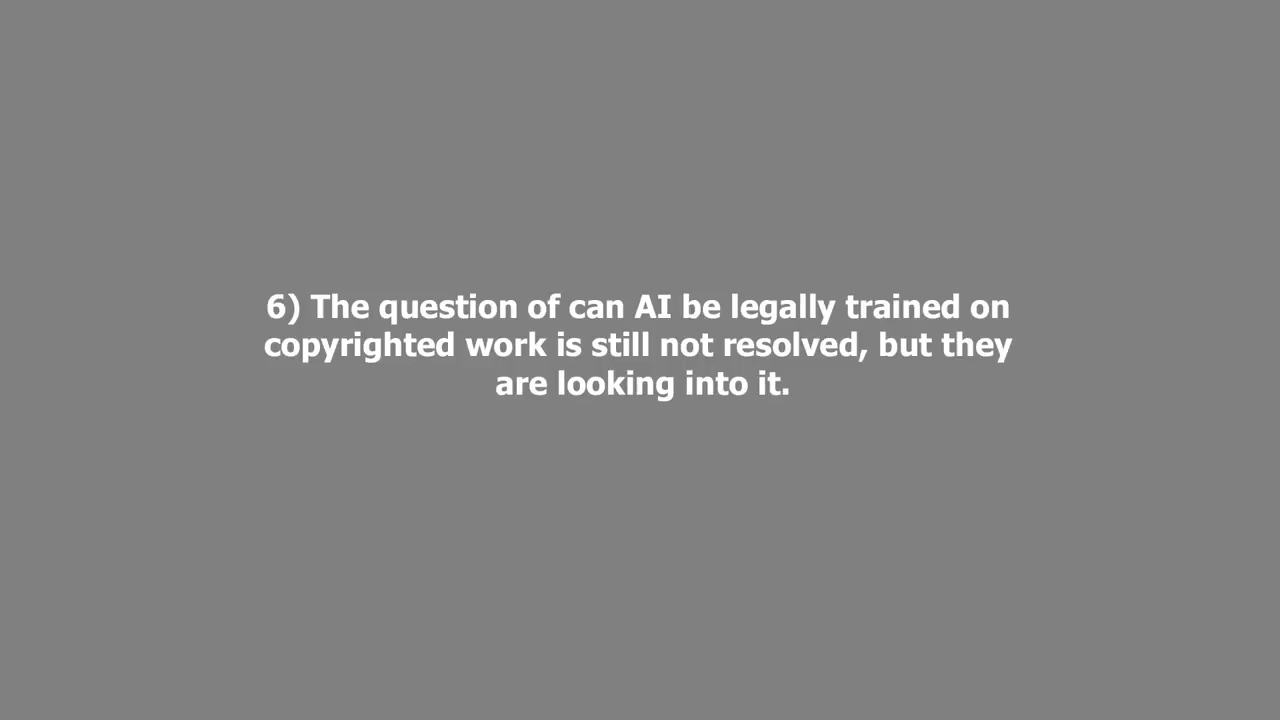 6) The question of can AI be legally trained on
copyrighted work is still not resolved, but they
are looking into it.